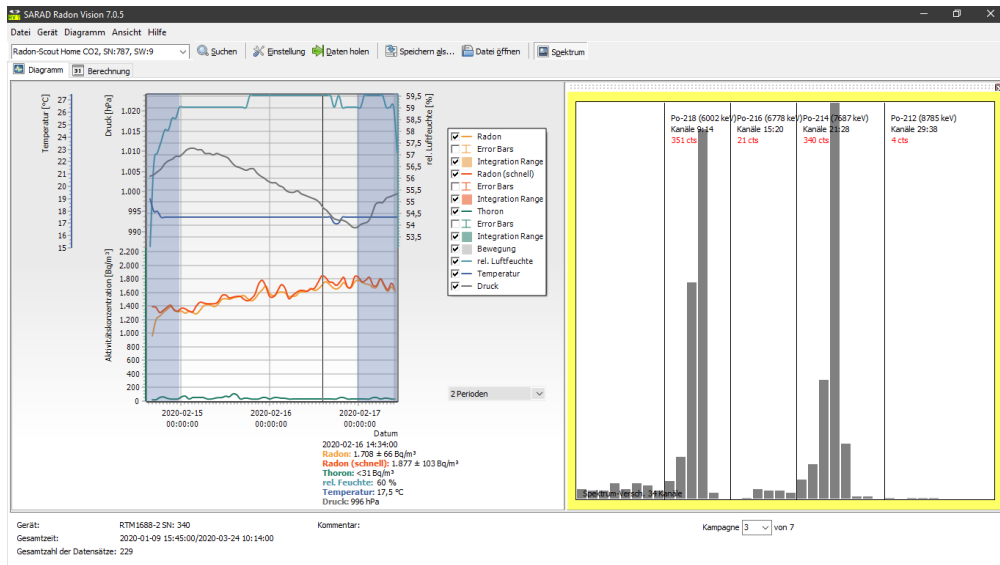 SARAD Radon Vision 7.0.5
Datei Gerät Diagramm Ansicht Hilfe
Radon-Scout Home CO2, SN:787, SW:9
Suchen
Einstellung
Daten holen
Speichern als...
Datei öffnen
Spektrum
Diagramm
Berechnung
Temperatur [°C]
27
26
25
24
23
22
21
20
19
18
17
16
15
Druck [hPa]
1.020
1.015
1.010
1.005
1.000
995
990
59,5
59
58,5
58
57,5
57
56,5
56
55,5
55
54,5
54
53,5
rel. Luftfeuchte [%]
Aktivitätskonzentration [Bq/m³]
2.200
2.000
1.800
1.600
1.400
1.200
1.000
800
600
400
200
0
2020-02-15
00:00:00
2020-02-16
00:00:00
2020-02-17
00:00:00
Datum
2020-02-16 14:34:00
Radon: 1.708 ± 66 Bq/m³
Radon (schnell): 1.877 ± 103 Bq/m³
Thoron: <31 Bq/m³
rel. Feuchte: 60 %
Temperatur: 17,5 °C
Druck: 996 hPa
Radon
Error Bars
Integration Range
Radon (schnell)
Error Bars
Integration Range
Thoron
Error Bars
Integration Range
Bewegung
rel. Luftfeuchte
Temperatur
Druck
2 Perioden
Po-218 (6002 keV)
Kanäle 9:14
351 cts
Po-216 (6778 keV)
Kanäle 15:20
21 cts
Po-214 (7687 keV)
Kanäle 21:28
340 cts
Po-212 (8785 keV)
Kanäle 29:38
4 cts
Spektrum-Versch. 34 Kanäle
Gerät: RTM1688-2 SN: 340
Kommentar:
Kampagne 3 von 7
Gesamtzeit: 2020-01-09 15:45:00/2020-03-24 10:14:00
Gesamtzahl der Datensätze: 229